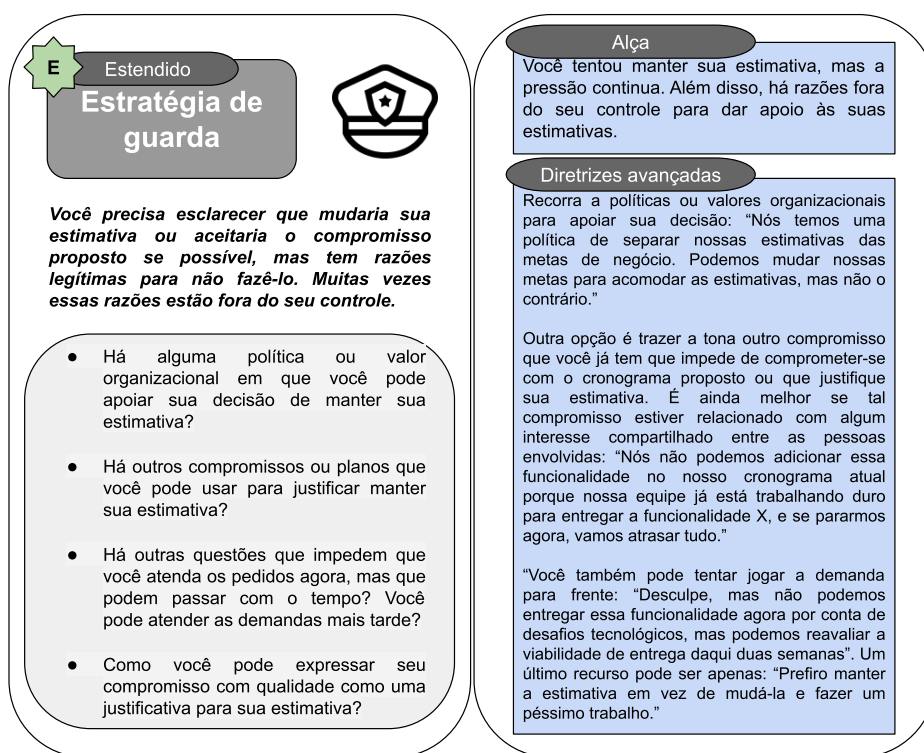 E
Estendido
Estratégia de
guarda
Você precisa esclarecer que mudaria sua
estimativa ou aceitaria o compromisso
proposto se possível, mas tem razões
legítimas para não fazê-lo. Muitas vezes
essas razões estão fora do seu controle.
● Há alguma política ou valor
organizacional em que você pode
apoiar sua decisão de manter sua
estimativa?
● Há outros compromissos ou planos que
você pode usar para justificar manter
sua estimativa?
● Há outras questões que impedem que
você atenda os pedidos agora, mas que
podem passar com o tempo? Você
pode atender as demandas mais tarde?
● Como você pode expressar seu
compromisso com qualidade como uma
justificativa para sua estimativa?
Alça
Você tentou manter sua estimativa, mas a
pressão continua. Além disso, há razões fora
do seu controle para dar apoio às suas
estimativas.
Diretrizes avançadas
Recorra a políticas ou valores organizacionais
para apoiar sua decisão: “Nós temos uma
política de separar nossas estimativas das
metas de negócio. Podemos mudar nossas
metas para acomodar as estimativas, mas não o
contrário.”
Outra opção é trazer a tona outro compromisso
que você já tem que impede de comprometer-se
com o cronograma proposto ou que justifique
sua estimativa. É ainda melhor se tal
compromisso estiver relacionado com algum
interesse compartilhado entre as pessoas
envolvidas: “Nós não podemos adicionar essa
funcionalidade no nosso cronograma atual
porque nossa equipe já está trabalhando duro
para entregar a funcionalidade X, e se pararmos
agora, vamos atrasar tudo.”
“Você também pode tentar jogar a demanda
para frente: “Desculpe, mas não podemos
entregar essa funcionalidade agora por conta de
desafios tecnológicos, mas podemos reavaliar a
viabilidade de entrega daqui duas semanas”. Um
último recurso pode ser apenas: “Prefiro manter
a estimativa em vez de mudá-la e fazer um
péssimo trabalho.”